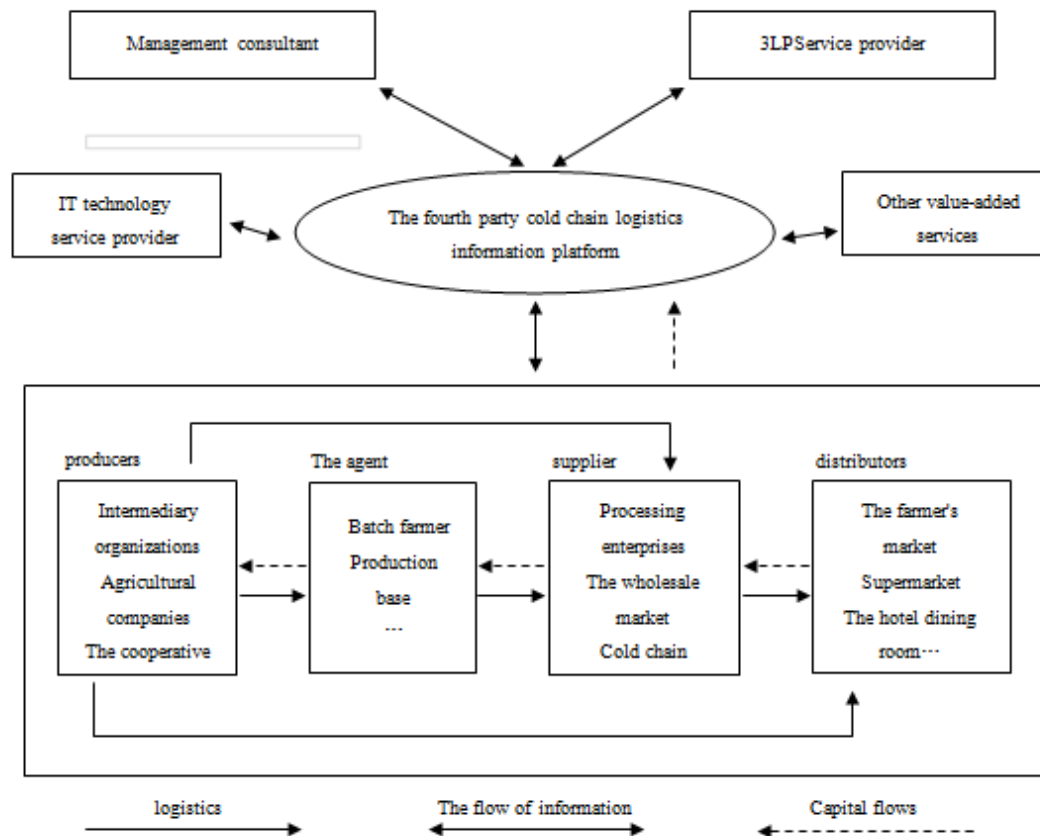 Management consultant
3LPService provider
IT technology
service provider
The fourth party cold chain logistics
information platform
Other value-added
services
producers
The agent
supplier
distributors
Intermediary
organizations
Agricultural
companies
The cooperative
Batch farmer
Production
base
...
Processing
enterprises
The wholesale
market
Cold chain
The farmer's
market
Supermarket
The hotel dining
room...
logistics
The flow of information
Capital flows